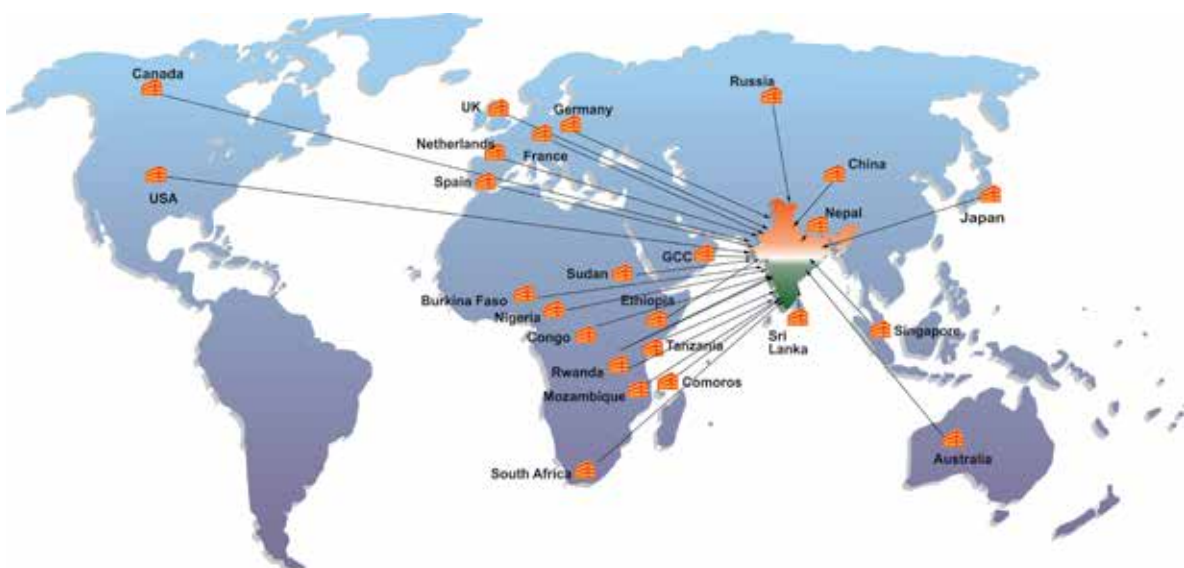 Canada
Russia
UK
Germany
Netherlands
France
China
Spain
USA
Nepal
Japan
GCC
Sudan
Burkina Faso
Ethiopia
Nigeria
Congo
Sri
Lanka
Singapore
Tanzania
Rwanda
Comoros
Mozambique
Australia
South Africa